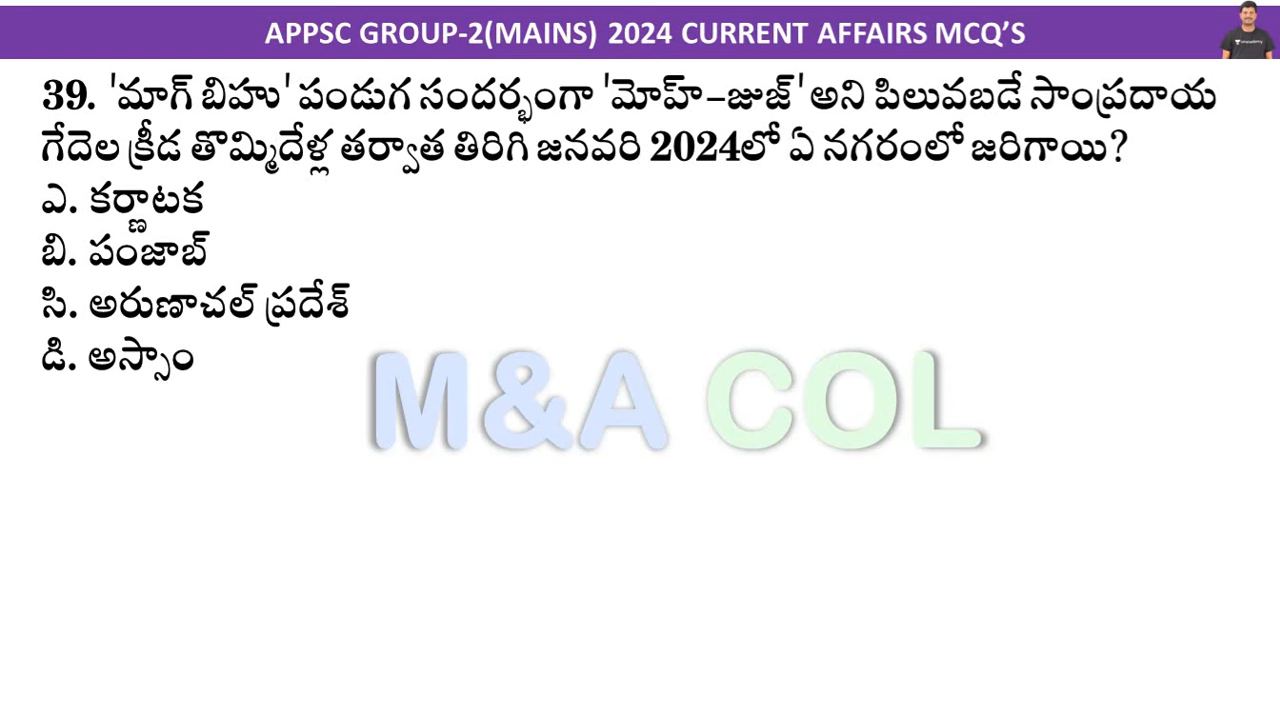 APPSC GROUP-2(MAINS) 2024 CURRENT AFFAIRS MCQ'S
39. 'మాగ్ బిహు' పండుగ సందర్భంగా 'మోహ్-జుజ్' అని పిలువబడే సాంప్రదాయ
గేదెల క్రీడ తొమ్మిదేళ్ల తర్వాత తిరిగి జనవరి 2024లో ఏ నగరంలో జరిగాయి?
ఎ. కర్ణాటక
బి. పంజాబ్
సి. అరుణాచల్ ప్రదేశ్
డి. అస్సాం
M&A COL